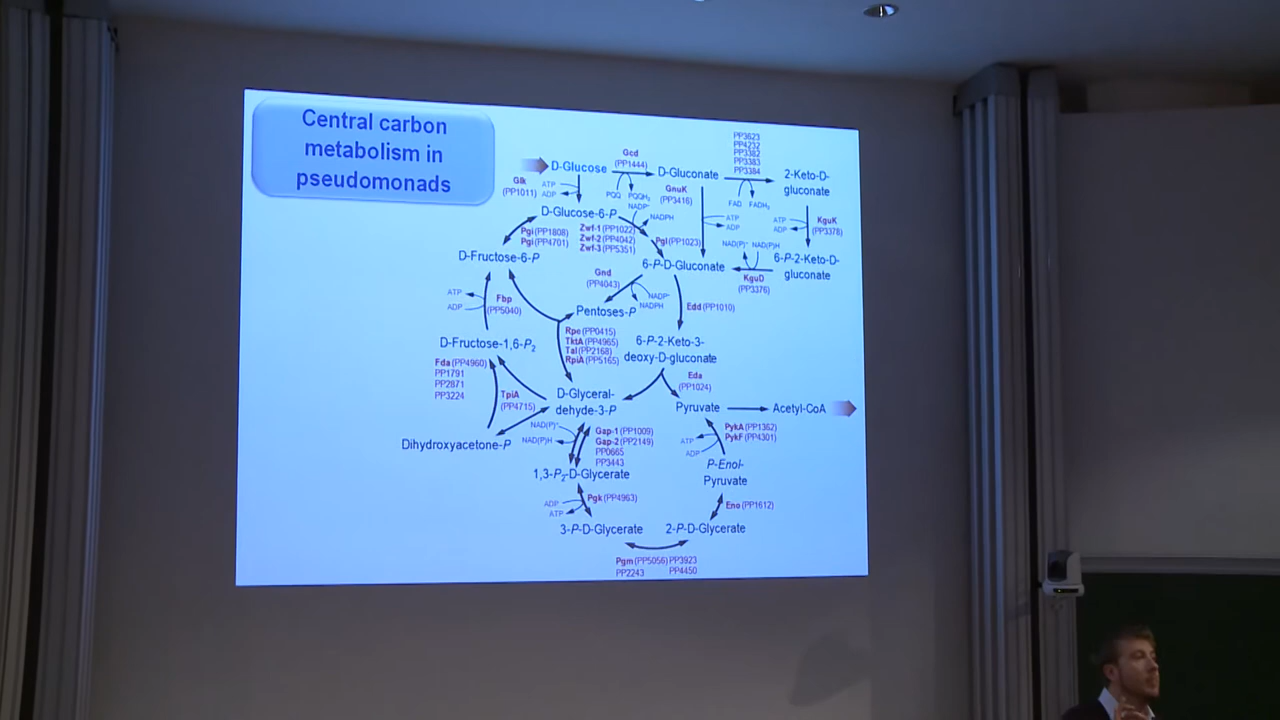 Central carbon
metabolism in
pseudomonads
D-Glucose
Gcd
(PP1444)
D-Gluconate
PP3623
PP4232
PP3382
PP3383
PP3384
2-Keto-D-
gluconate
Glk
(PP1011)
ATP
ADP
PQQ
PQQH2
GnuK
(PP3416)
FAD
FADH2
D-Glucose-6-P
NADP+
NADPH
ATP
ADP
ATP
ADP
KguK
(PP3378)
Pgi (PP1808)
Pgi (PP4701)
Zwf-1 (PP1022)
Zwf-2 (PP4042)
Zwf-3 (PP5351)
Pgl (PP1023)
NAD(P)+
NAD(P)H
D-Fructose-6-P
6-P-D-Gluconate
6-P-2-Keto-D-
gluconate
KguD
(PP3376)
Gnd
(PP4043)
NADP+
NADPH
ATP
ADP
Fbp
(PP5040)
Pentoses-P
Edd (PP1010)
Rpe (PP0415)
TktA (PP4965)
Tal (PP2168)
RpiA (PP5165)
6-P-2-Keto-3-
deoxy-D-gluconate
D-Fructose-1,6-P2
Fda (PP4960)
PP1791
PP2871
PP3224
TpiA
(PP4715)
D-Glyceral-
dehyde-3-P
Eda
(PP1024)
Pyruvate
Acetyl-CoA
NAD(P)+
NAD(P)H
Gap-1 (PP1009)
Gap-2 (PP2149)
PP0665
PP3443
PykA (PP1362)
PykF (PP4301)
ATP
ADP
Dihydroxyacetone-P
1,3-P2-D-Glycerate
P-Enol-
Pyruvate
ADP
ATP
Pgk (PP4963)
Eno (PP1612)
3-P-D-Glycerate
2-P-D-Glycerate
Pgm (PP5056) PP3923
PP2243 PP4450